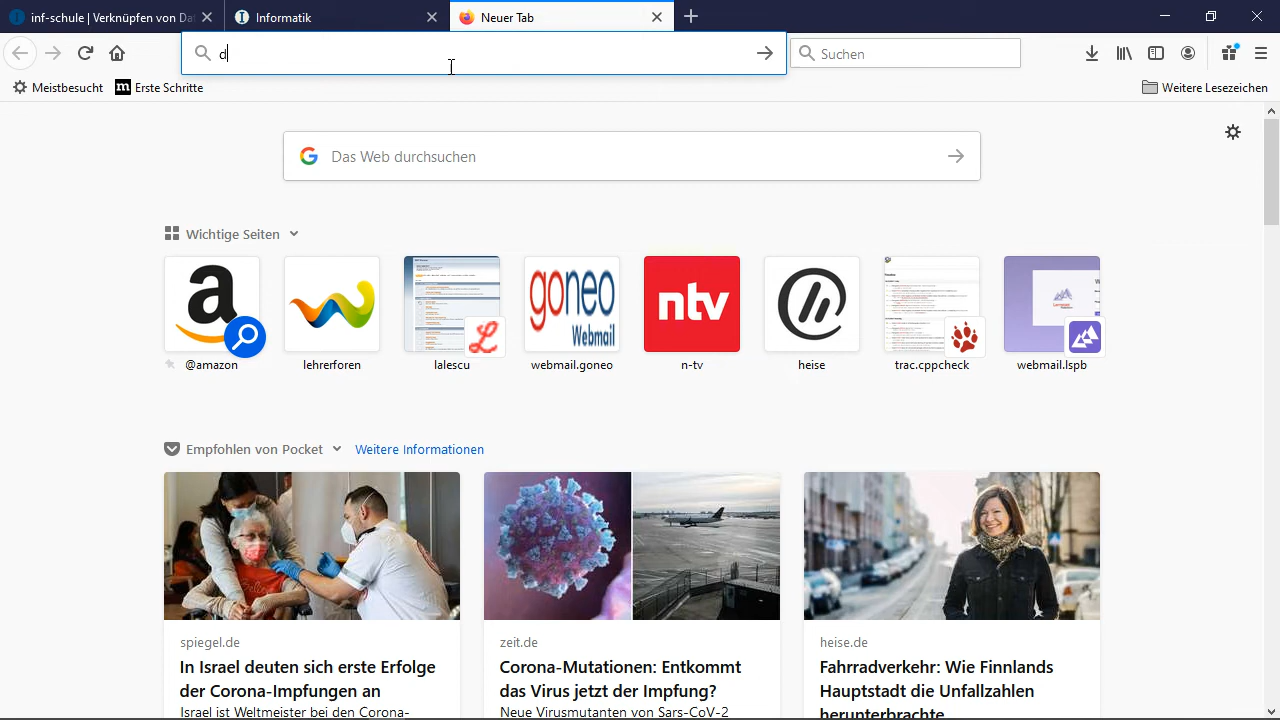 inf-schule | Verknüpfen von Da
Informatik
Neuer Tab
d
Suchen
Meistbesucht
m Erste Schritte
Weitere Lesezeichen
G Das Web durchsuchen
Wichtige Seiten
a
goneo
Webmail
ntv
@amazon
lehrerforen
lalescu
webmail.goneo
n-tv
heise
trac.cppcheck
webmail.lspb
Empfohlen von Pocket
Weitere Informationen
spiegel.de
In Israel deuten sich erste Erfolge
der Corona-Impfungen an
Israel ist Weltmeister bei den Corona-
zeit.de
Corona-Mutationen: Entkommt
das Virus jetzt der Impfung?
Neue Virusmutanten von Sars-CoV-2
heise.de
Fahrradverkehr: Wie Finnlands
Hauptstadt die Unfallzahlen
herunterbrachte